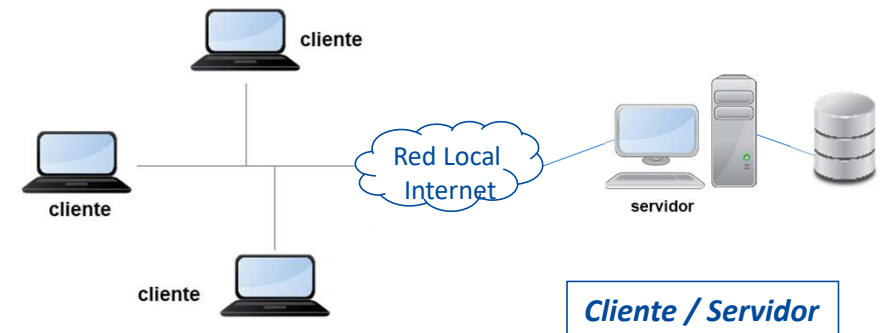 cliente
cliente
cliente
Red Local
Internet
servidor
Cliente / Servidor